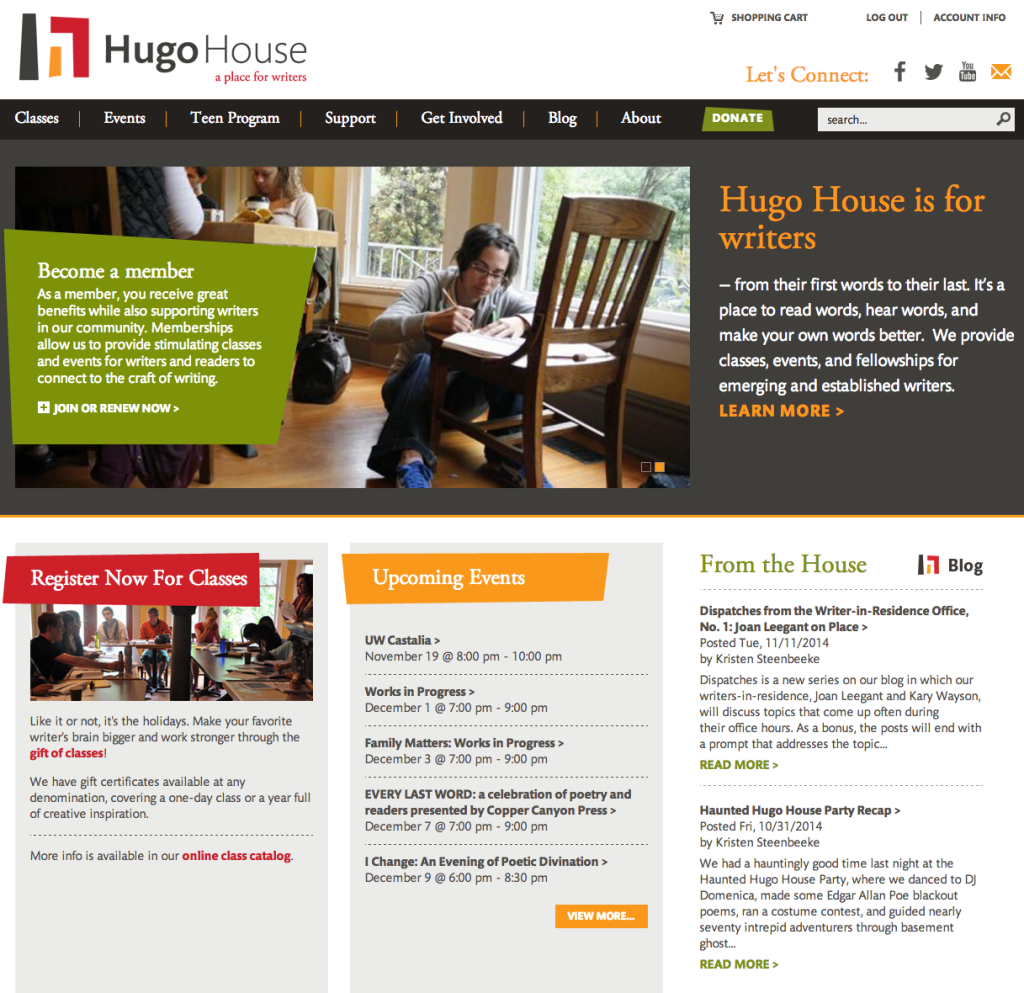 SHOPPING CART
LOG OUT
ACCOUNT INFO
Hugo House
a place for writers
Let's Connect:
You
Tube
Classes
Events
Teen Program
Support
Get Involved
Blog
About
DONATE
search...
Become a member
As a member, you receive great
benefits while also supporting writers
in our community. Memberships
allow us to provide stimulating classes
and events for writers and readers to
connect to the craft of writing.
JOIN OR RENEW NOW >
Hugo House is for
writers
– from their first words to their last. It's a
place to read words, hear words, and
make your own words better. We provide
classes, events, and fellowships for
emerging and established writers.
LEARN MORE >
Register Now For Classes
Like it or not, it's the holidays. Make your favorite
writer's brain bigger and work stronger through the
gift of classes!
We have gift certificates available at any
denomination, covering a one-day class or a year full
of creative inspiration.
More info is available in our online class catalog.
Upcoming Events
UW Castalia >
November 19 @ 8:00 pm - 10:00 pm
Works in Progress >
December 1 @ 7:00 pm - 9:00 pm
Family Matters: Works in Progress >
December 3 @ 7:00 pm - 9:00 pm
EVERY LAST WORD: a celebration of poetry and
readers presented by Copper Canyon Press >
December 7 @ 7:00 pm - 9:00 pm
I Change: An Evening of Poetic Divination >
December 9 @ 6:00 pm - 8:30 pm
VIEW MORE...
From the House
Blog
Dispatches from the Writer-in-Residence Office,
No. 1: Joan Leegant on Place >
Posted Tue, 11/11/2014
by Kristen Steenbeeke
Dispatches is a new series on our blog in which our
writers-in-residence, Joan Leegant and Kary Wayson,
will discuss topics that come up often during
their office hours. As a bonus, the posts will end with
a prompt that addresses the topic...
READ MORE >
Haunted Hugo House Party Recap >
Posted Fri, 10/31/2014
by Kristen Steenbeeke
We had a hauntingly good time last night at the
Haunted Hugo House Party, where we danced to DJ
Domenica, made some Edgar Allan Poe blackout
poems, ran a costume contest, and guided nearly
seventy intrepid adventurers through basement
ghost...
READ MORE >